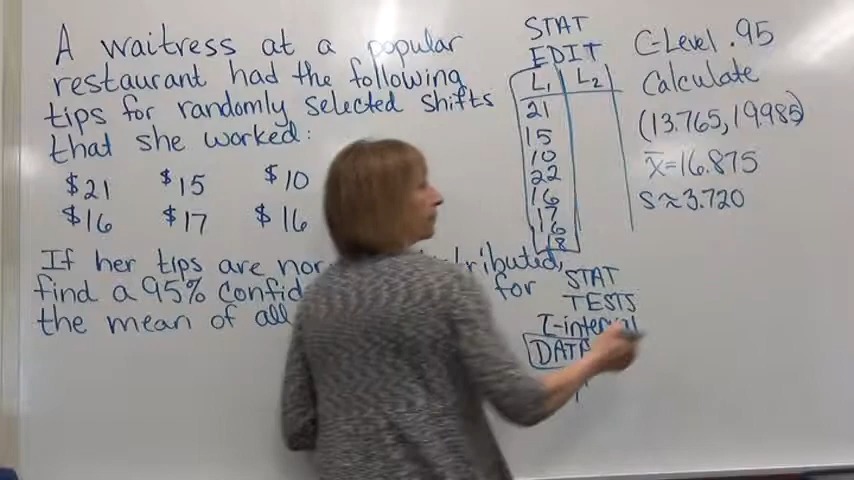 A waitress at a popular
restaurant had the following
tips for randomly selected shifts
that she worked:
$21 $15 $10
$16 $17 $16
If her tips are
find a 95% for
the mean of all
STAT
EDIT
L1 L2
21
15
10
22
16
17
16
18
STAT
TESTS
T-interval
DATA
C-Level .95
Calculate
(13.765, 19.985)
x̄=16.875
s≈3.720